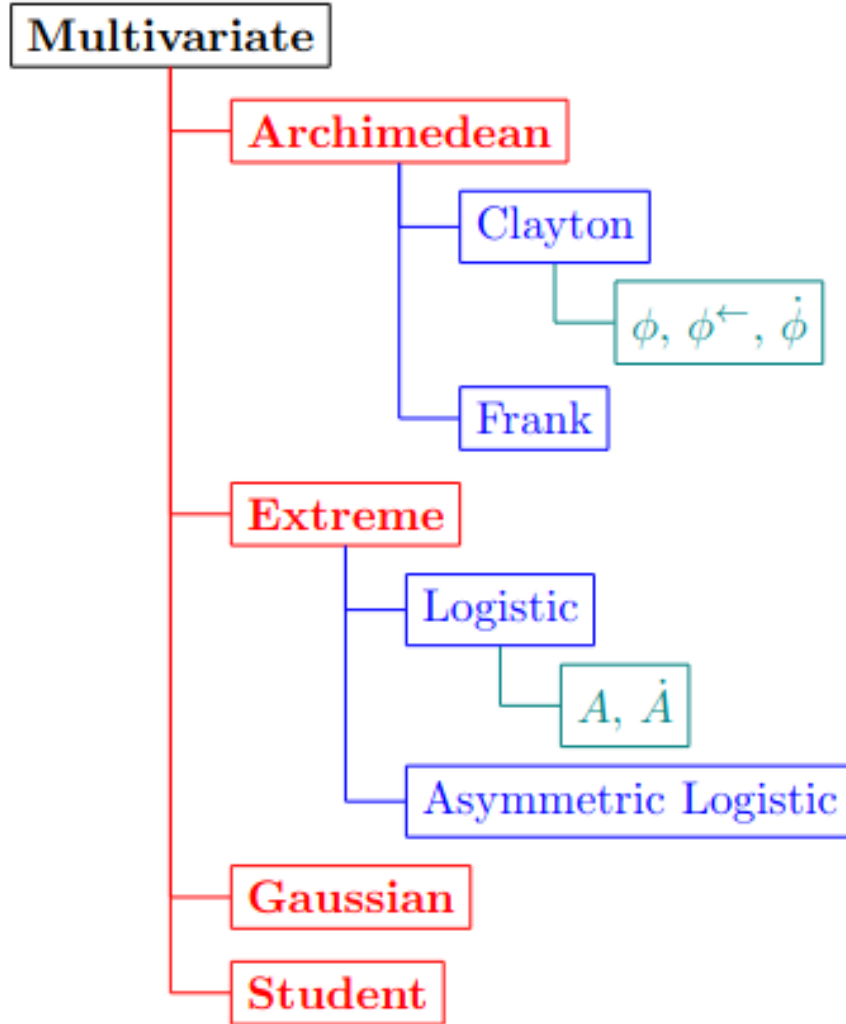 Multivariate
Archimedean
Clayton
ϕ, ϕ←, ϕ̇
Frank
Extreme
Logistic
A, Ȧ
Asymmetric Logistic
Gaussian
Student